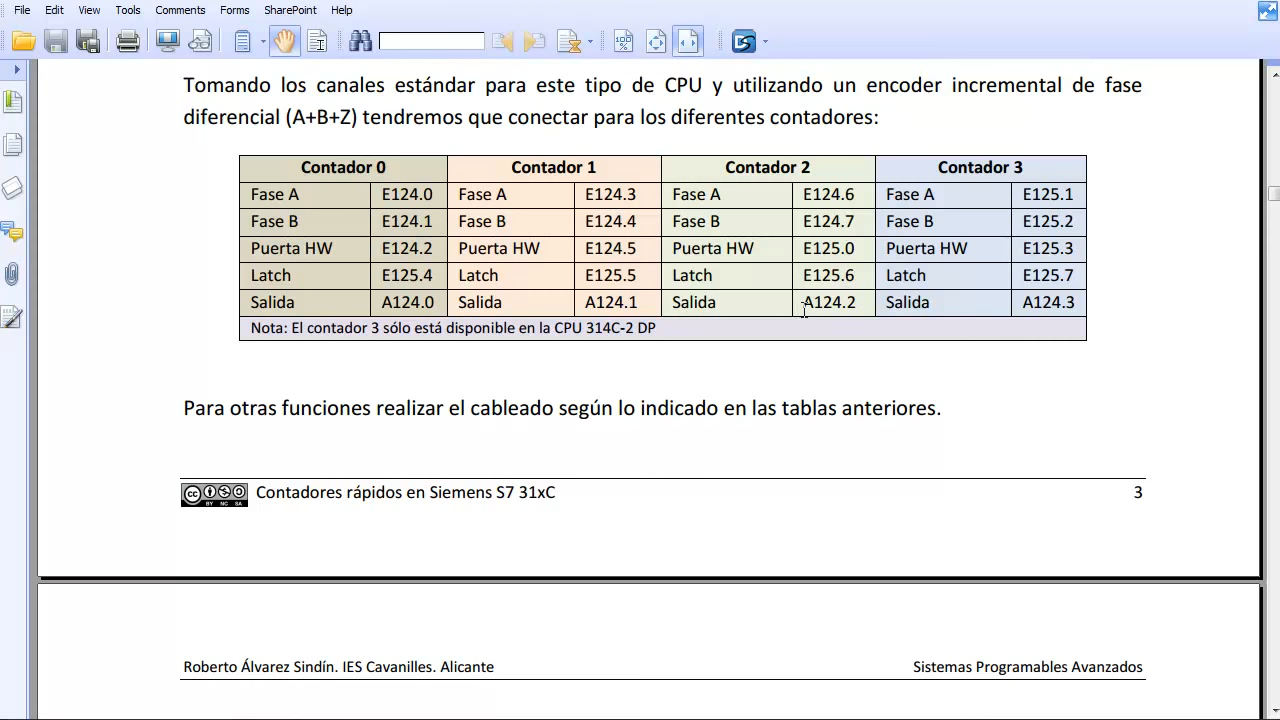 File Edit View Tools Comments Forms SharePoint Help
Tomando los canales estándar para este tipo de CPU y utilizando un encoder incremental de fase
diferencial (A+B+Z) tendremos que conectar para los diferentes contadores:
Contador 0 Contador 1 Contador 2 Contador 3
Fase A E124.0 Fase A E124.3 Fase A E124.6 Fase A E125.1
Fase B E124.1 Fase B E124.4 Fase B E124.7 Fase B E125.2
Puerta HW E124.2 Puerta HW E124.5 Puerta HW E125.0 Puerta HW E125.3
Latch E125.4 Latch E125.5 Latch E125.6 Latch E125.7
Salida A124.0 Salida A124.1 Salida A124.2 Salida A124.3
Nota: El contador 3 sólo está disponible en la CPU 314C-2 DP
Para otras funciones realizar el cableado según lo indicado en las tablas anteriores.
cc BY NC SA Contadores rápidos en Siemens S7 31xC 3
Roberto Álvarez Sindín. IES Cavanilles. Alicante Sistemas Programables Avanzados